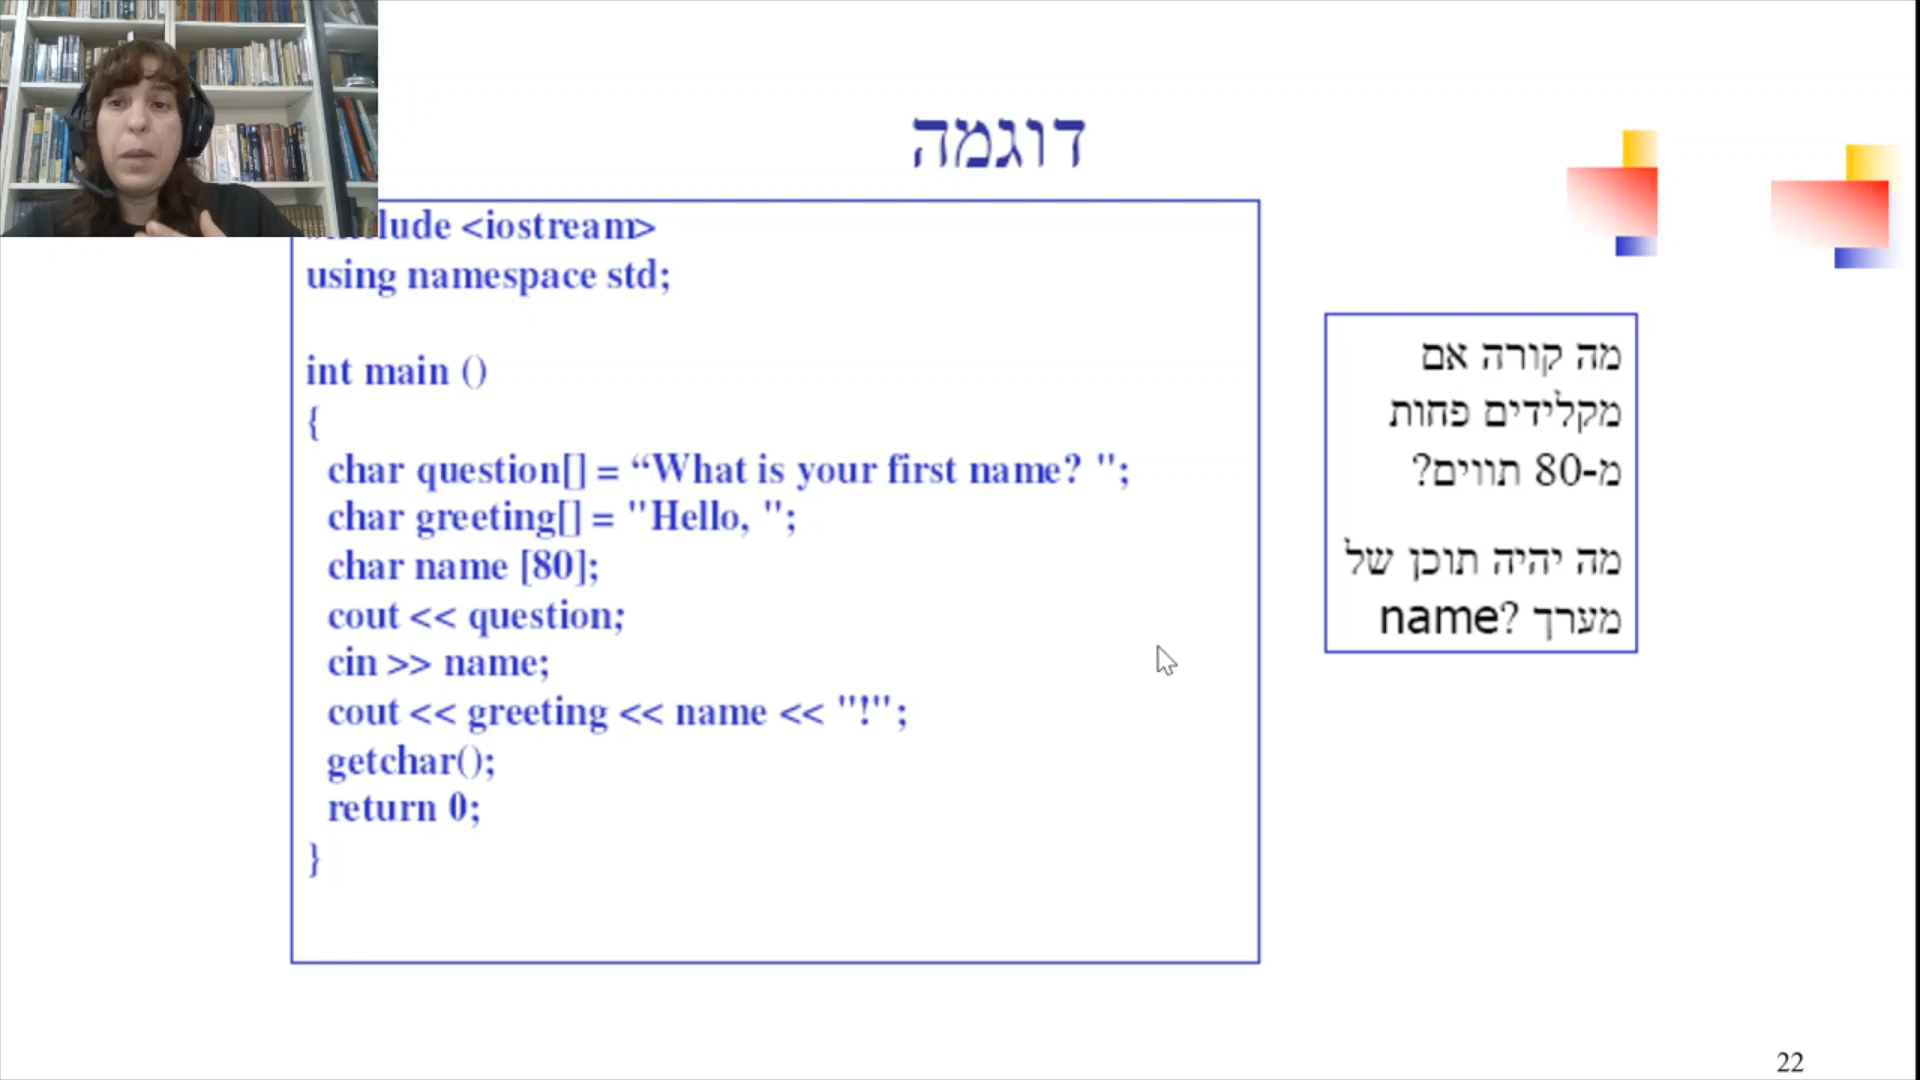 דוגמה
lude <iostream>
using namespace std;
int main ()
{
char question[] = “What is your first name? ";
char greeting[] = "Hello, ";
char name [80];
cout << question;
cin >> name;
cout << greeting << name << "!";
getchar();
return 0;
}
מה קורה אם
מקלידים פחות
מ-80 תווים?
מה יהיה תוכן של
מערך name?
22